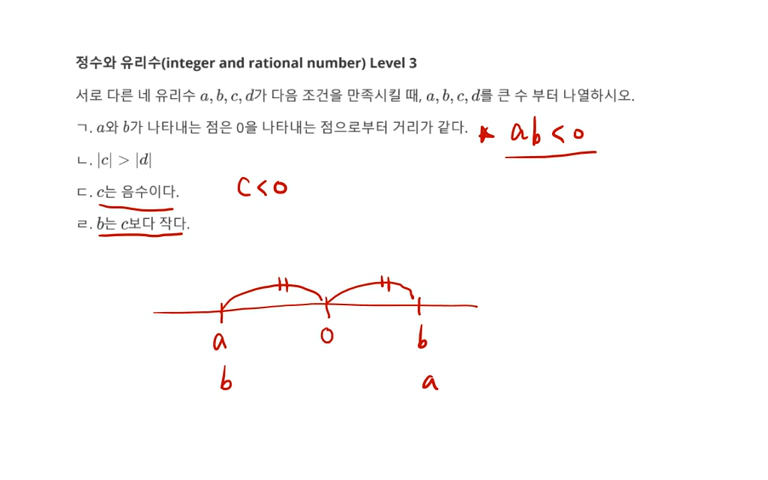 정수와 유리수(integer and rational number) Level 3
서로 다른 네 유리수 a, b, c, d가 다음 조건을 만족시킬 때, a, b, c, d를 큰 수 부터 나열하시오.
ㄱ. a와 b가 나타내는 점은 0을 나타내는 점으로부터 거리가 같다. ★ ab < 0
ㄴ. |c| > |d|
ㄷ. c는 음수이다. c < 0
ㄹ. b는 c보다 작다.
a 0 b
b a